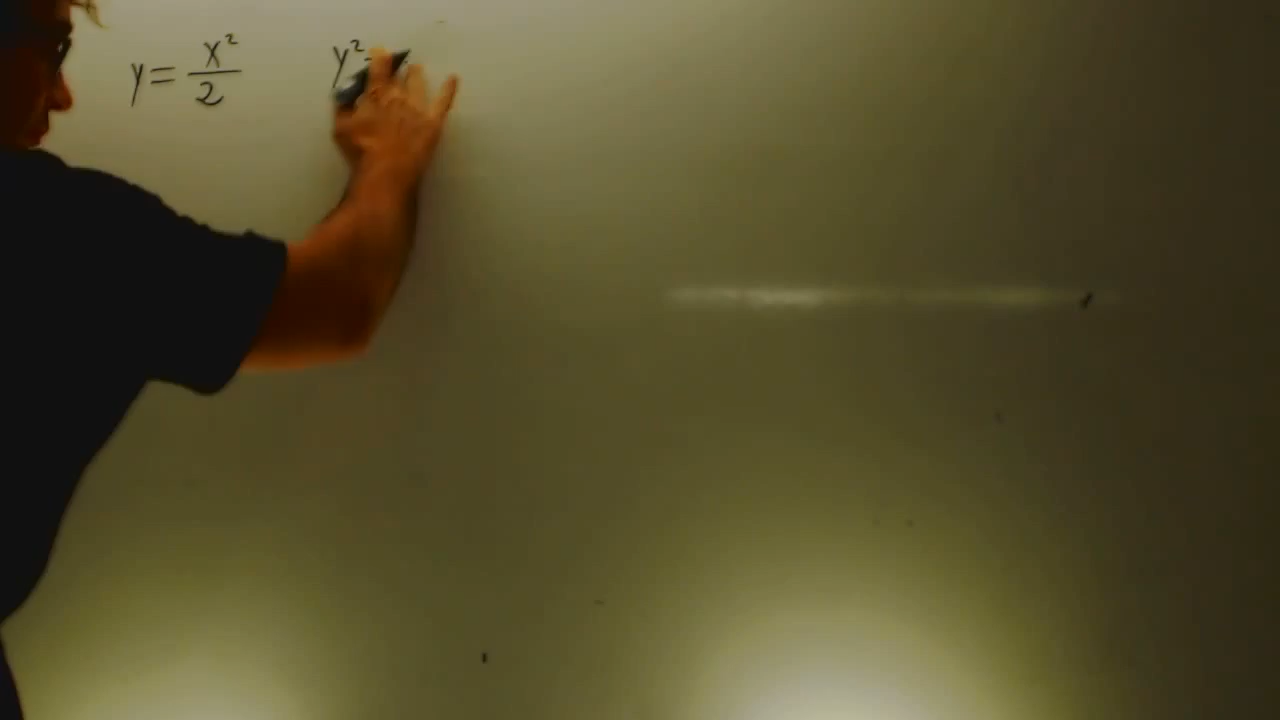 y = x²/2    y²